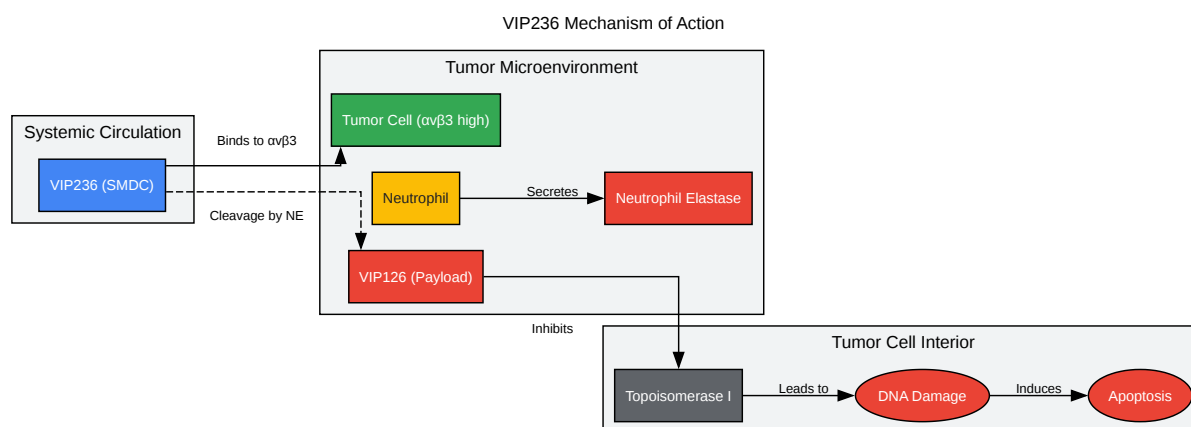 VIP236 Mechanism of Action
Tumor Microenvironment
Tumor Cell (αvβ3 high)
Systemic Circulation
Binds to αvβ3
VIP236 (SMDC)
Neutrophil
Secretes
Neutrophil Elastase
Cleavage by NE
VIP126 (Payload)
Inhibits
Tumor Cell Interior
Topoisomerase I
Leads to
DNA Damage
Induces
Apoptosis